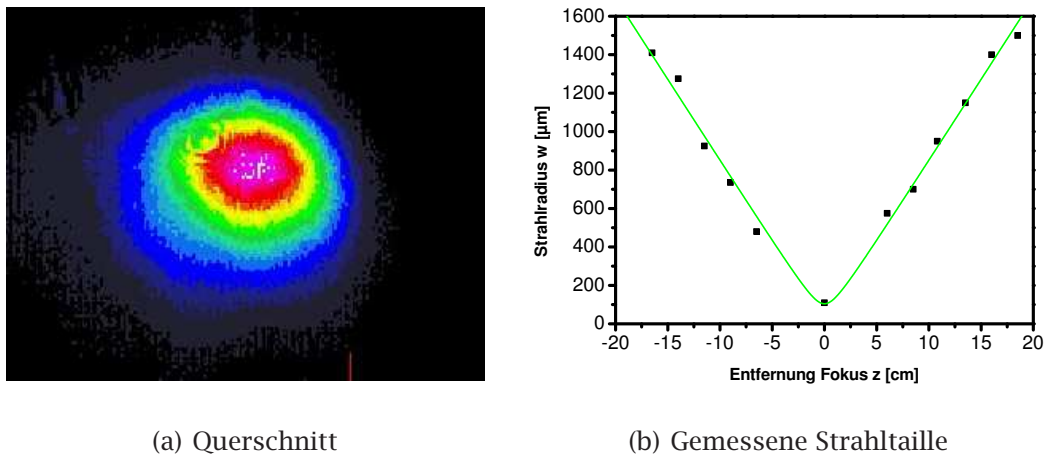 1600
1400
1200
1000
800
600
400
200
0
-20 -15 -10 -5 0 5 10 15 20
Strahlradius w [µm]
Entfernung Fokus z [cm]
(a) Querschnitt
(b) Gemessene Strahltaille